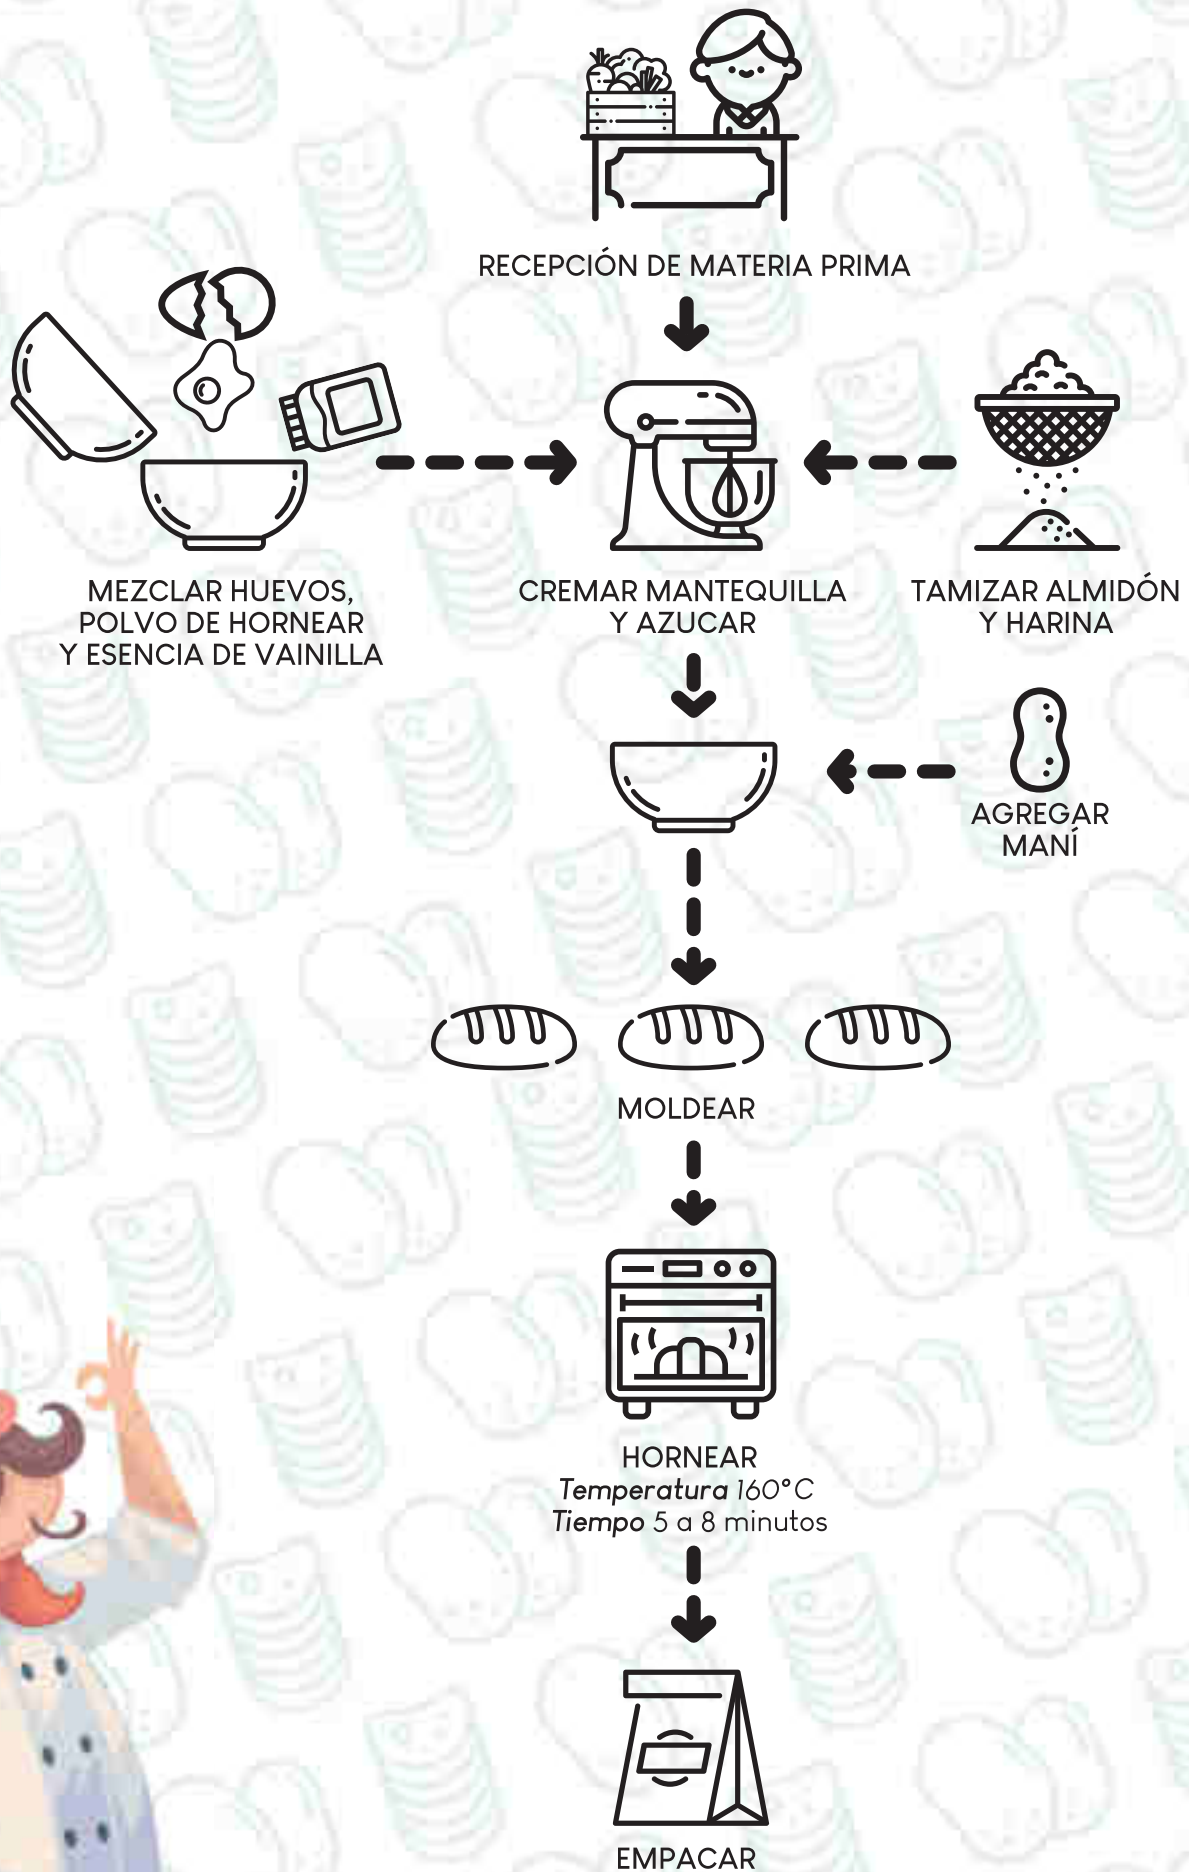 RECEPCIÓN DE MATERIA PRIMA
MEZCLAR HUEVOS,
POLVO DE HORNEAR
Y ESENCIA DE VAINILLA
CREMAR MANTEQUILLA
Y AZUCAR
TAMIZAR ALMIDÓN
Y HARINA
AGREGAR
MANÍ
MOLDEAR
HORNEAR
Temperatura 160°C
Tiempo 5 a 8 minutos
EMPACAR